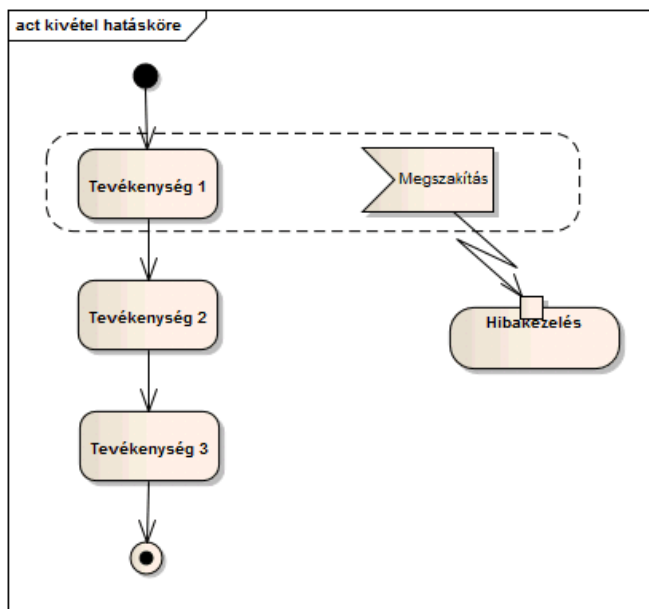 act kivétel hatásköre
Tevékenység 1
Megszakítás
Tevékenység 2
Hibakezelés
Tevékenység 3